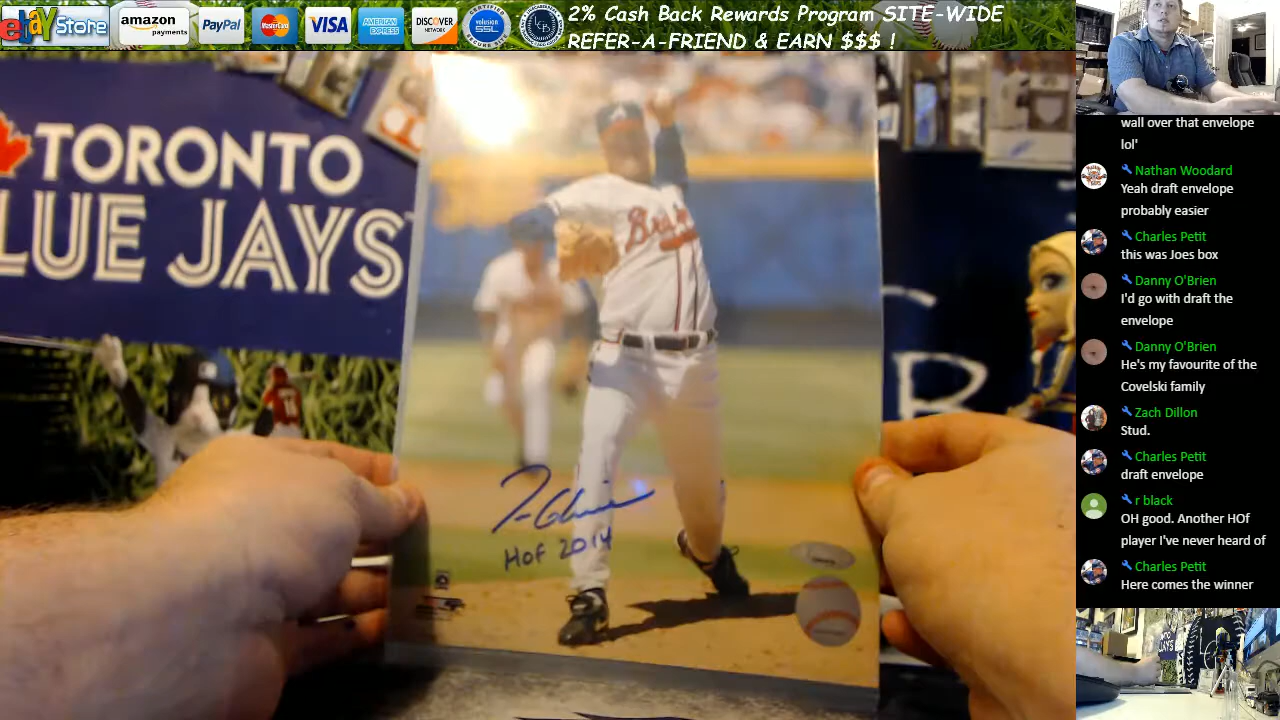 ebay Store
amazon
payments
PayPal
MasterCard
VISA
AMERICAN
EXPRESS
DISCOVER
NETWORK
SSL
2% Cash Back Rewards Program SITE-WIDE
REFER-A-FRIEND & EARN $$$ !
TORONTO
LUE JAYS
HOF 2014
B
wall over that envelope
lol'
Nathan Woodard
Yeah draft envelope
probably easier
Charles Petit
this was Joes box
Danny O'Brien
I'd go with draft the
envelope
Danny O'Brien
He's my favourite of the
Covelski family
Zach Dillon
Stud.
Charles Petit
draft envelope
r black
OH good. Another HOf
player I've never heard of
Charles Petit
Here comes the winner
JAYS